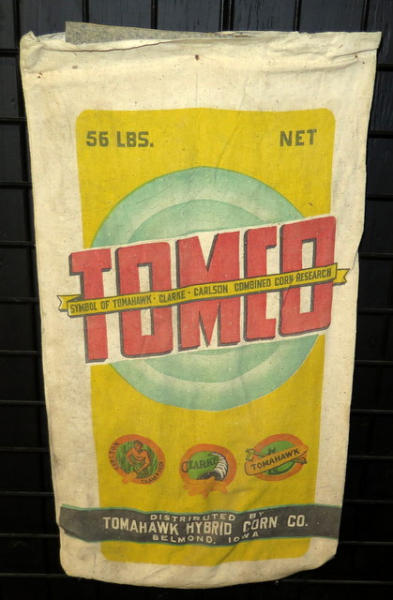 56 LBS. NET
TOMCO
SYMBOL OF TOMAHAWK · CLARKE · CARLSON COMBINED CORN RESEARCH
CLARKE
TOMAHAWK
DISTRIBUTED BY
TOMAHAWK HYBRID CORN CO.
BELMOND, IOWA